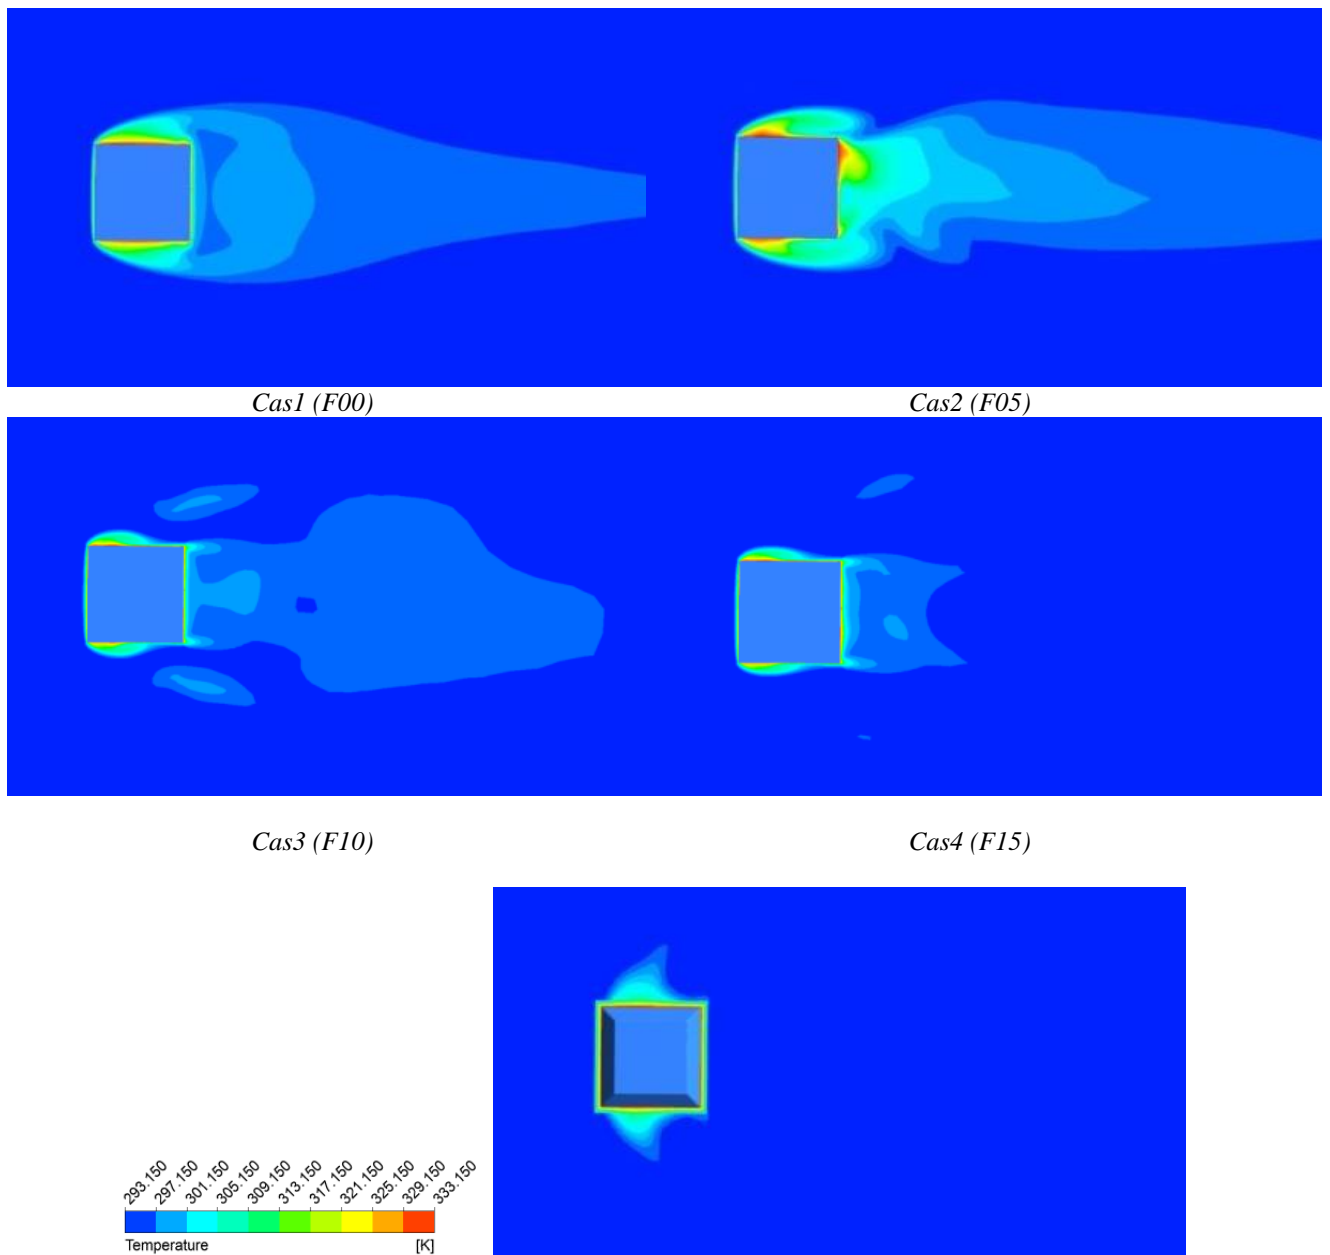 Cas1 (F00)
Cas2 (F05)
Cas3 (F10)
Cas4 (F15)
293.150
297.150
301.150
305.150
309.150
313.150
317.150
321.150
325.150
329.150
333.150
Temperature [K]